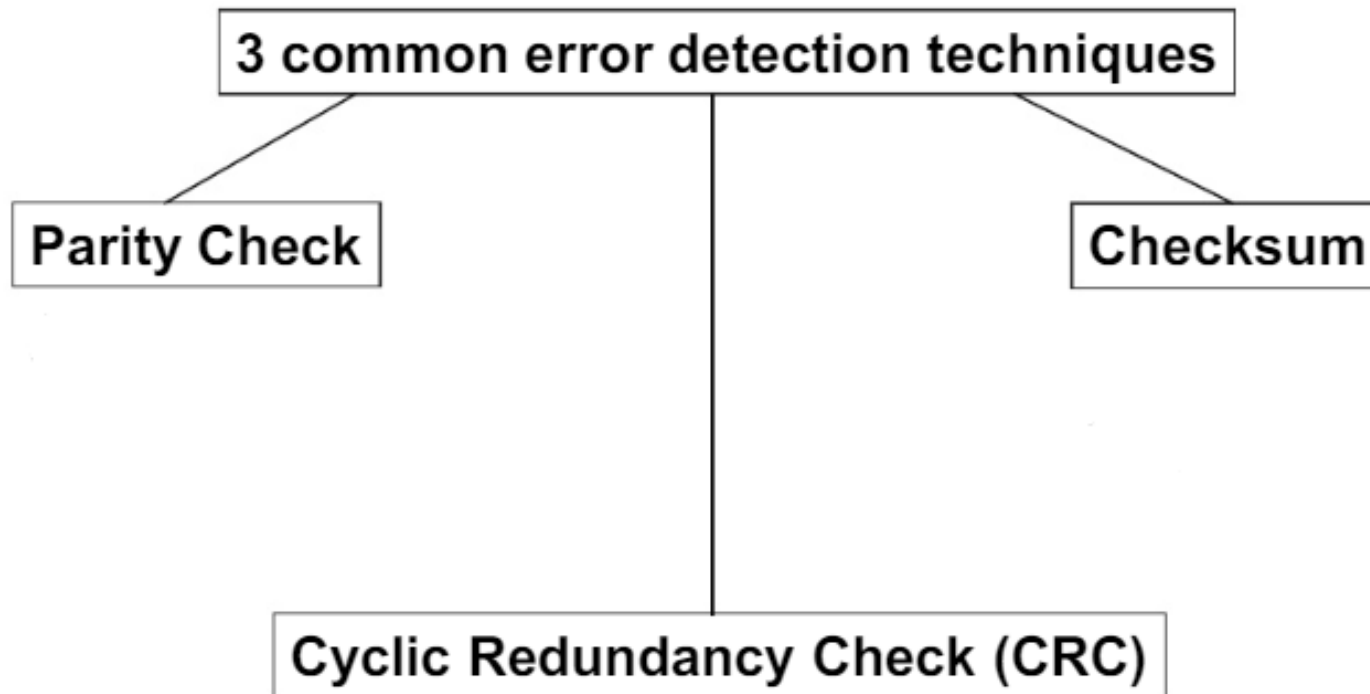 3 common error detection techniques
Parity Check
Checksum
Cyclic Redundancy Check (CRC)